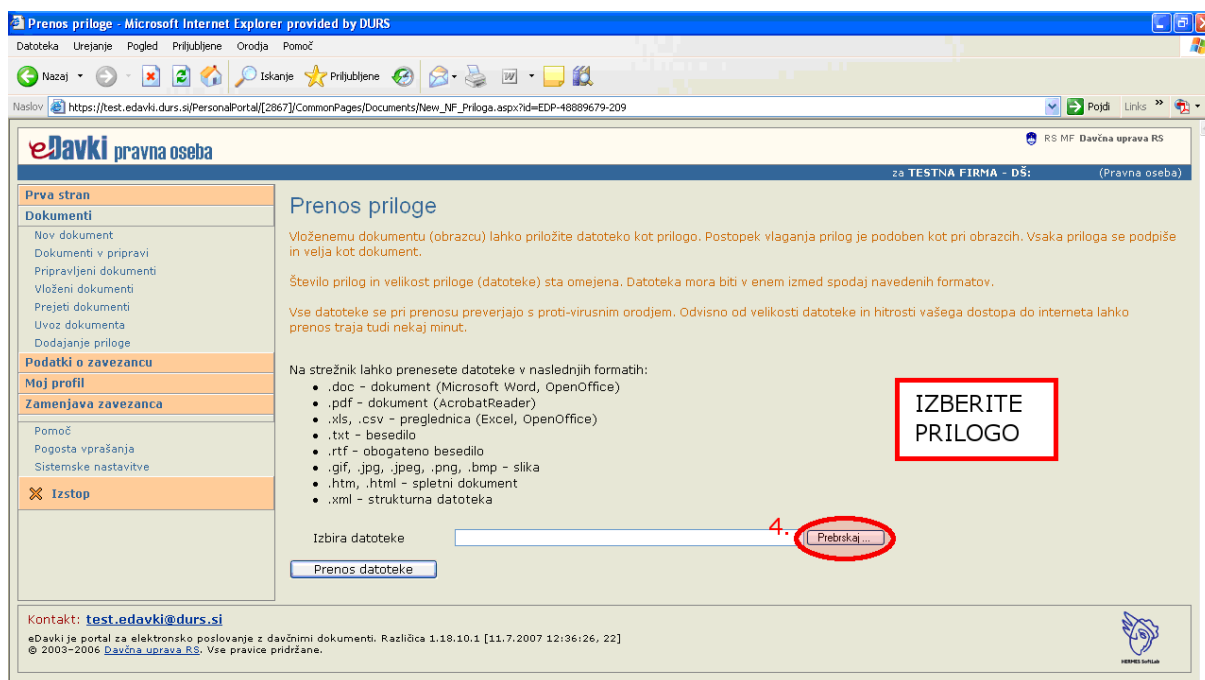 Prenos priloge - Microsoft Internet Explorer provided by DURS
Datoteka Urejanje Pogled Priljubljene Orodja Pomoč
Nazaj Iskanje Priljubljene
Naslov https://test.edavki.durs.si/PersonalPortal/[2867]/CommonPages/Documents/New_NF_Priloga.aspx?id=EDP-48889679-209 Pojdi Links »
eDavki pravna oseba
RS MF Davčna uprava RS
za TESTNA FIRMA - DŠ: (Pravna oseba)
Prva stran
Dokumenti
Nov dokument
Dokumenti v pripravi
Pripravljeni dokumenti
Vloženi dokumenti
Prejeti dokumenti
Uvoz dokumenta
Dodajanje priloge
Podatki o zavezancu
Moj profil
Zamenjava zavezanca
Pomoč
Pogosta vprašanja
Sistemske nastavitve
Izstop
Prenos priloge
Vloženemu dokumentu (obrazcu) lahko priložite datoteko kot prilogo. Postopek vlaganja prilog je podoben kot pri obrazcih. Vsaka priloga se podpiše
in velja kot dokument.
Število prilog in velikost priloge (datoteke) sta omejena. Datoteka mora biti v enem izmed spodaj navedenih formatov.
Vse datoteke se pri prenosu preverjajo s proti-virusnim orodjem. Odvisno od velikosti datoteke in hitrosti vašega dostopa do interneta lahko
prenos traja tudi nekaj minut.
Na strežnik lahko prenesete datoteke v naslednjih formatih:
• .doc - dokument (Microsoft Word, OpenOffice)
• .pdf - dokument (AcrobatReader)
• .xls, .csv - preglednica (Excel, OpenOffice)
• .txt - besedilo
• .rtf - obogateno besedilo
• .gif, .jpg, .jpeg, .png, .bmp - slika
• .htm, .html - spletni dokument
• .xml - strukturna datoteka
IZBERITE
PRILOGO
Izbira datoteke 4. Prebrskaj ...
Prenos datoteke
Kontakt: test.edavki@durs.si
eDavki je portal za elektronsko poslovanje z davčnimi dokumenti. Različica 1.18.10.1 [11.7.2007 12:36:26, 22]
© 2003-2006 Davčna uprava RS. Vse pravice pridržane.
HERMES SoftLab